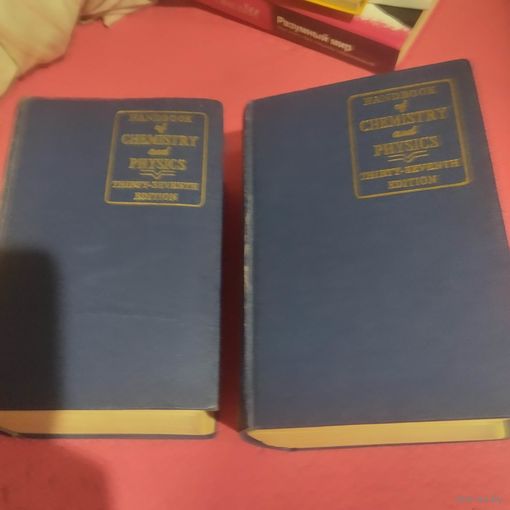 Разумный мир
HANDBOOK
of
CHEMISTRY
and
PHYSICS
THIRTY-SEVENTH
EDITION
HANDBOOK
of
CHEMISTRY
and
PHYSICS
THIRTY-SEVENTH
EDITION